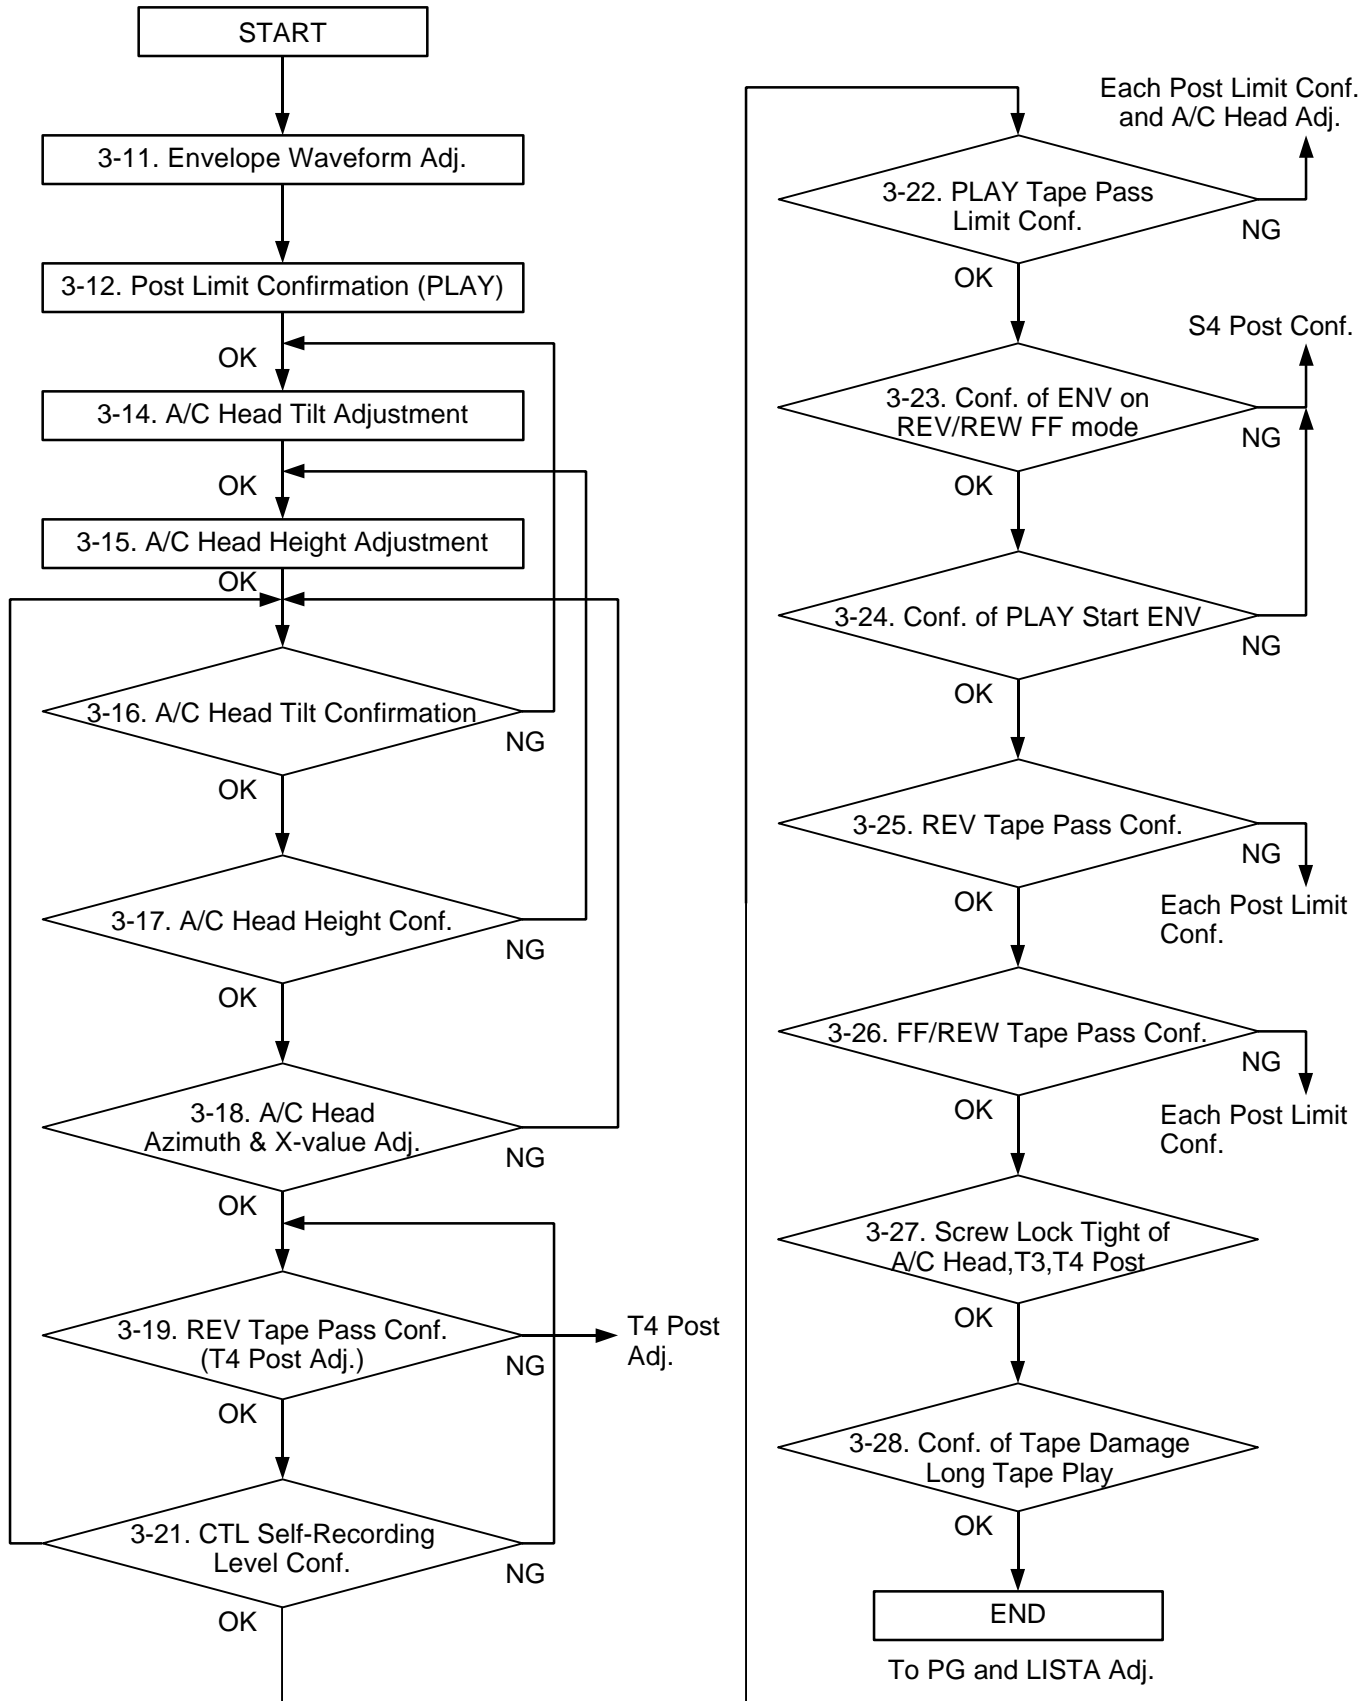 START
3-11. Envelope Waveform Adj.
3-12. Post Limit Confirmation (PLAY)
OK
3-14. A/C Head Tilt Adjustment
OK
3-15. A/C Head Height Adjustment
OK
3-16. A/C Head Tilt Confirmation
NG
OK
3-17. A/C Head Height Conf.
NG
OK
3-18. A/C Head
Azimuth & X-value Adj.
NG
OK
3-19. REV Tape Pass Conf.
(T4 Post Adj.)
NG
T4 Post
Adj.
OK
3-21. CTL Self-Recording
Level Conf.
NG
OK
Each Post Limit Conf.
and A/C Head Adj.
3-22. PLAY Tape Pass
Limit Conf.
NG
OK
S4 Post Conf.
3-23. Conf. of ENV on
REV/REW FF mode
NG
OK
3-24. Conf. of PLAY Start ENV
NG
OK
3-25. REV Tape Pass Conf.
NG
OK
Each Post Limit
Conf.
3-26. FF/REW Tape Pass Conf.
NG
OK
Each Post Limit
Conf.
3-27. Screw Lock Tight of
A/C Head,T3,T4 Post
OK
3-28. Conf. of Tape Damage
Long Tape Play
OK
END
To PG and LISTA Adj.